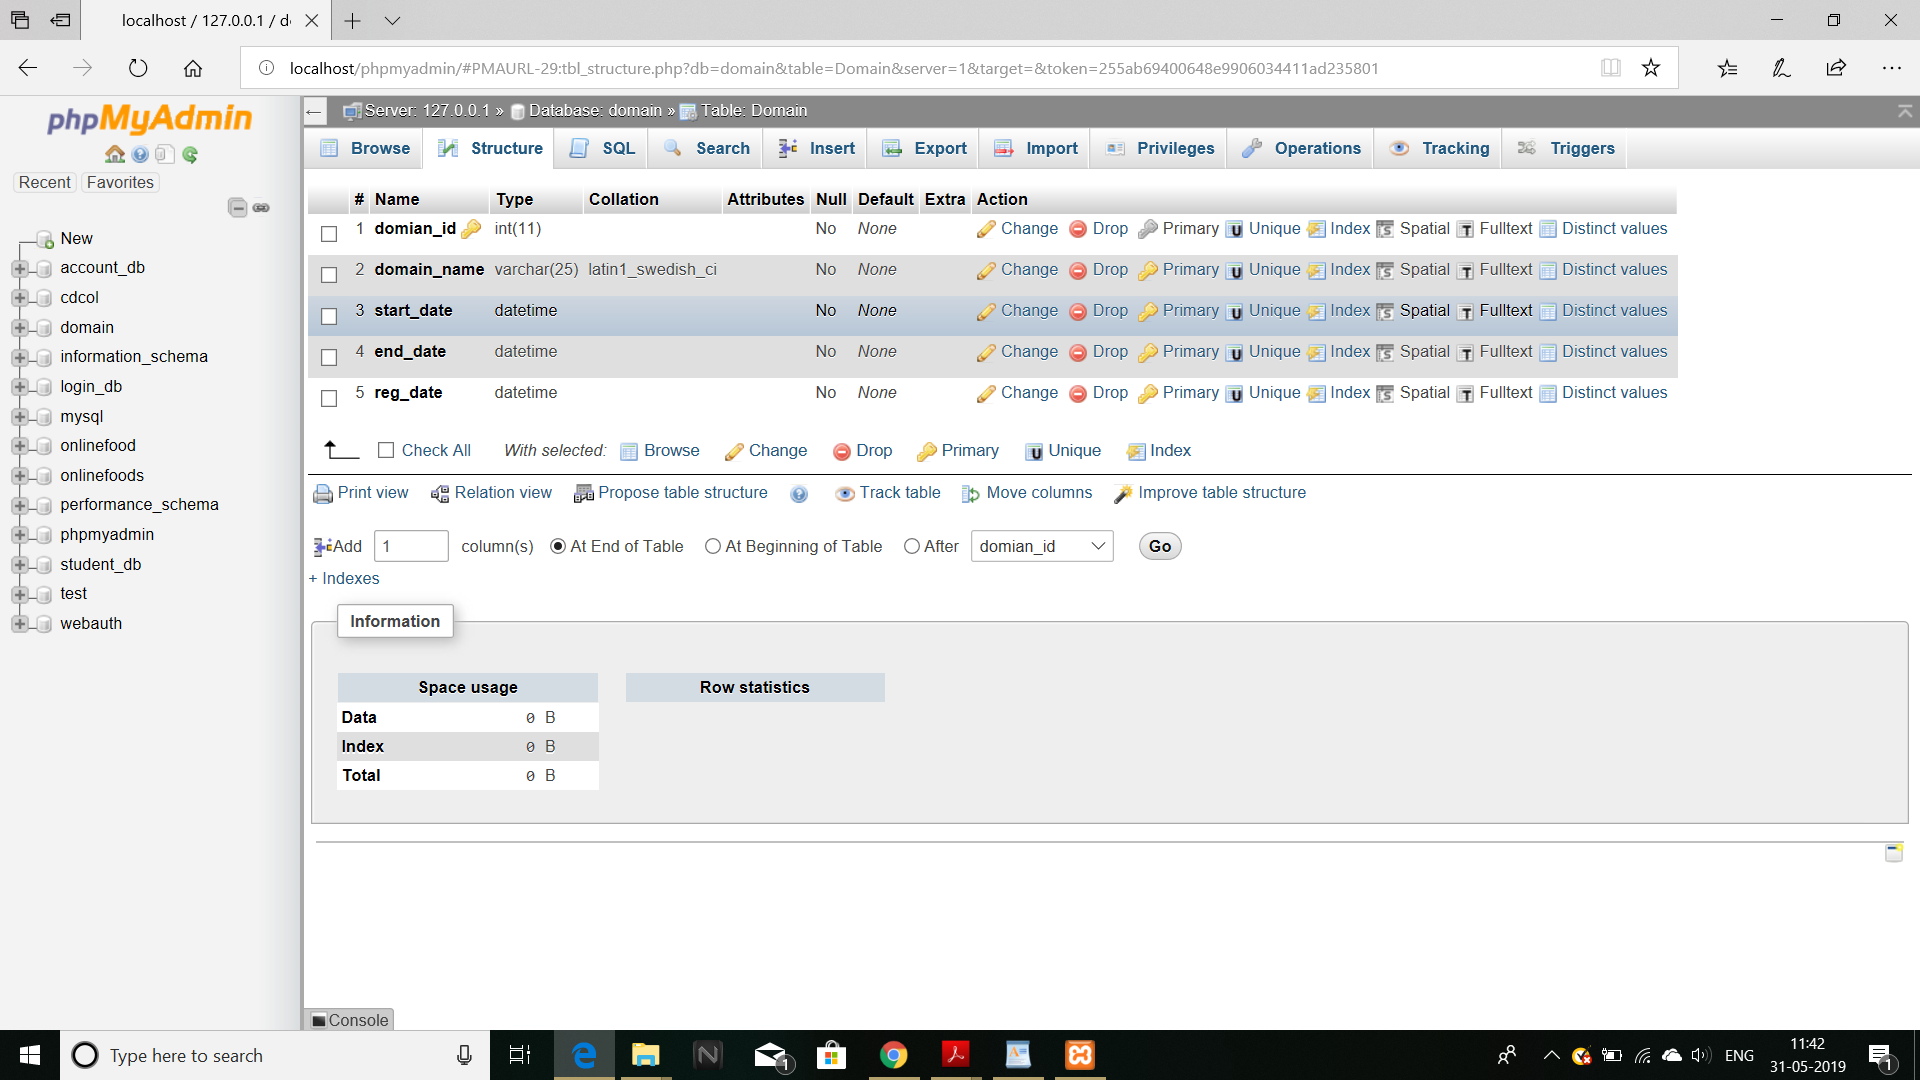 localhost / 127.0.0.1 / d
localhost/phpmyadmin/#PMAURL-29:tbl_structure.php?db=domain&table=Domain&server=1&target=&token=255ab69400648e9906034411ad235801
phpMyAdmin
Recent Favorites
New
account_db
cdcol
domain
information_schema
login_db
mysql
onlinefood
onlinefoods
performance_schema
phpmyadmin
student_db
test
webauth
Server: 127.0.0.1 » Database: domain » Table: Domain
Browse Structure SQL Search Insert Export Import Privileges Operations Tracking Triggers
# Name Type Collation Attributes Null Default Extra Action
1 domian_id int(11) No None Change Drop Primary Unique Index Spatial Fulltext Distinct values
2 domain_name varchar(25) latin1_swedish_ci No None Change Drop Primary Unique Index Spatial Fulltext Distinct values
3 start_date datetime No None Change Drop Primary Unique Index Spatial Fulltext Distinct values
4 end_date datetime No None Change Drop Primary Unique Index Spatial Fulltext Distinct values
5 reg_date datetime No None Change Drop Primary Unique Index Spatial Fulltext Distinct values
Check All With selected: Browse Change Drop Primary Unique Index
Print view Relation view Propose table structure Track table Move columns Improve table structure
Add 1 column(s) At End of Table At Beginning of Table After domian_id Go
+ Indexes
Information
Space usage Row statistics
Data 0 B
Index 0 B
Total 0 B
Console
Type here to search
1
ENG
11:42
31-05-2019
1